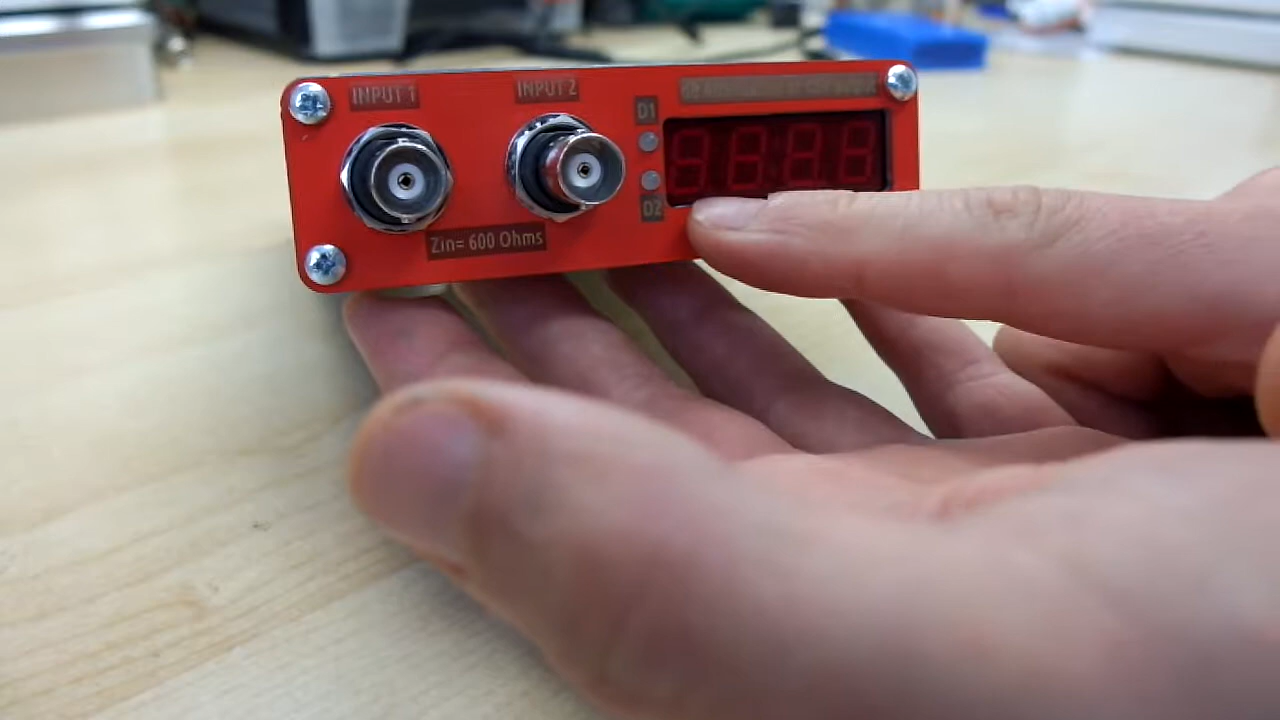 INPUT 1
INPUT 2
D1
D2
Zin= 600 Ohms